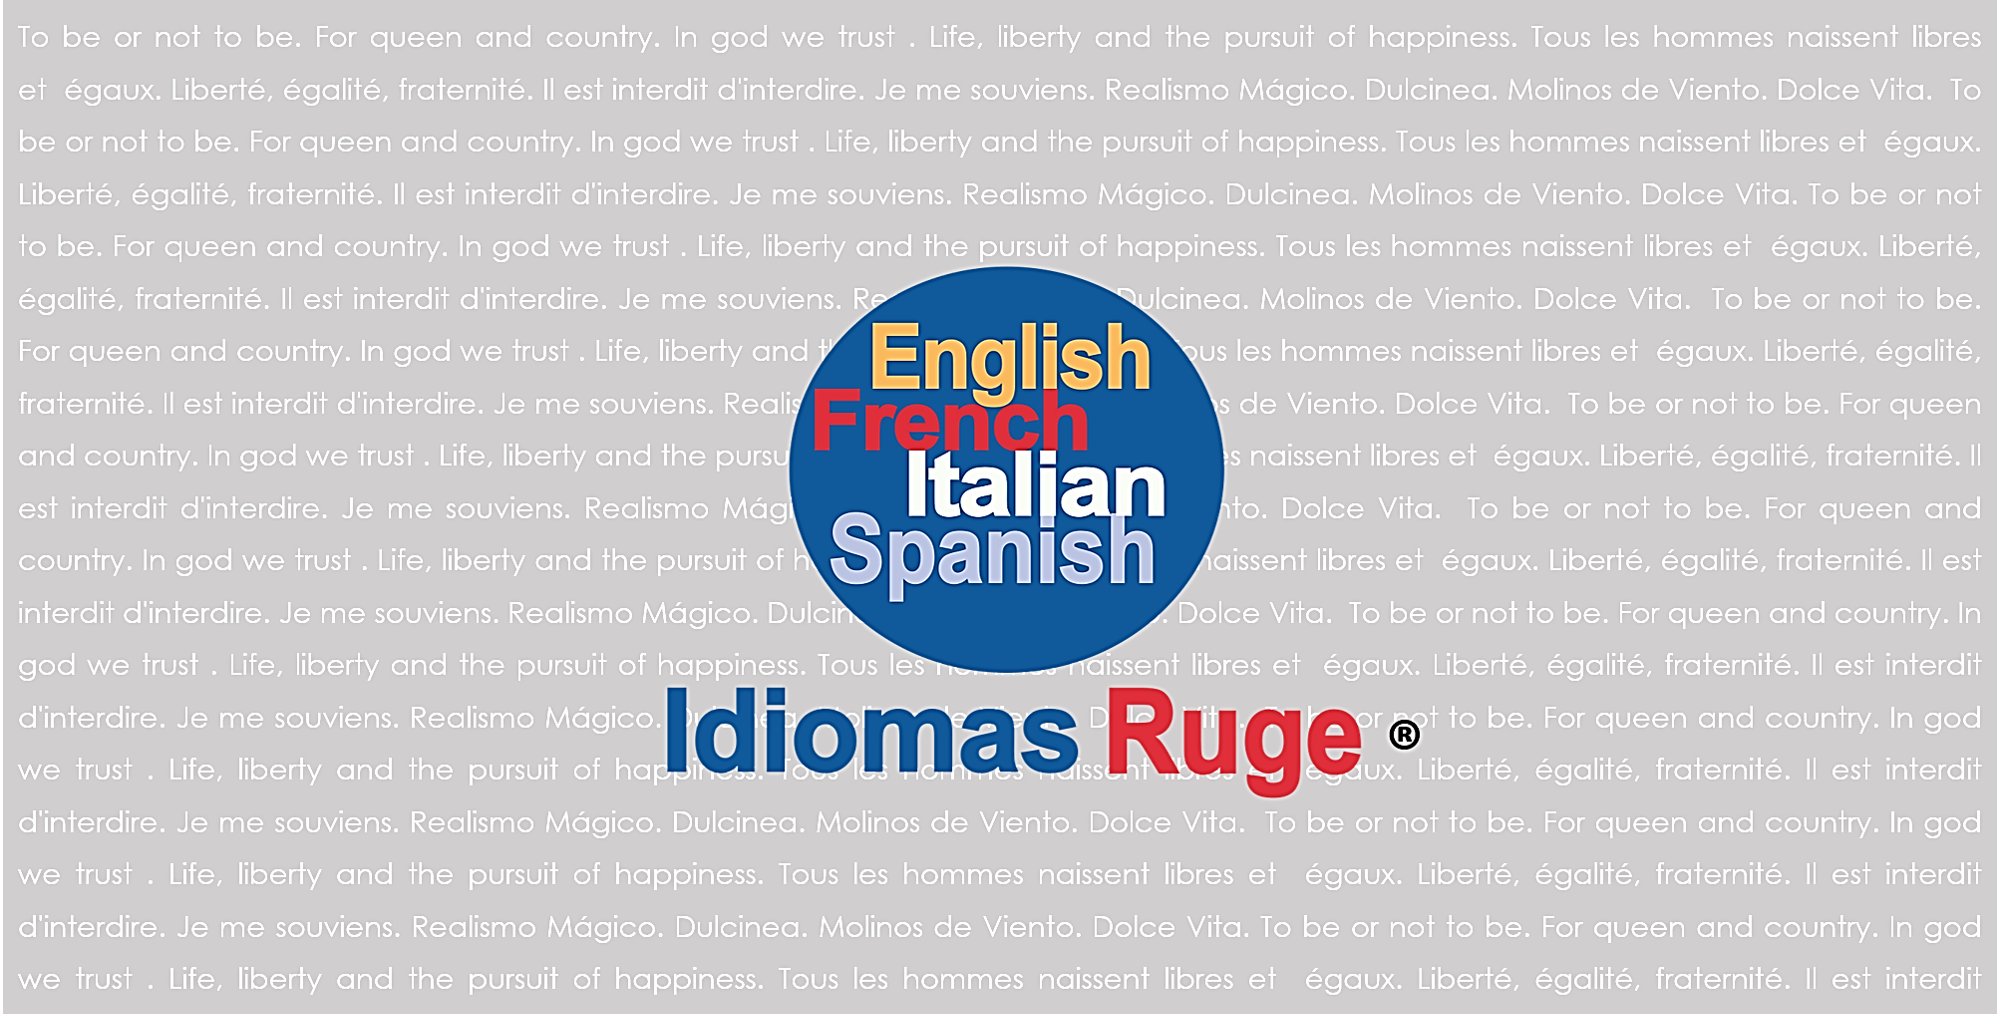 To be or not to be. For queen and country. In god we trust . Life, liberty and the pursuit of happiness. Tous les hommes naissent libres
et égaux. Liberté, égalité, fraternité. Il est interdit d'interdire. Je me souviens. Realismo Mágico. Dulcinea. Molinos de Viento. Dolce Vita. To
be or not to be. For queen and country. In god we trust . Life, liberty and the pursuit of happiness. Tous les hommes naissent libres et égaux.
Liberté, égalité, fraternité. Il est interdit d'interdire. Je me souviens. Realismo Mágico. Dulcinea. Molinos de Viento. Dolce Vita. To be or not
to be. For queen and country. In god we trust . Life, liberty and the pursuit of happiness. Tous les hommes naissent libres et égaux. Liberté,
égalité, fraternité. Il est interdit d'interdire. Je me souviens. Dulcinea. Molinos de Viento. Dolce Vita. To be or not to be.
For queen and country. In god we trust . Life, liberty and les hommes naissent libres et égaux. Liberté, égalité,
fraternité. Il est interdit d'interdire. Je me souviens. de Viento. Dolce Vita. To be or not to be. For queen
and country. In god we trust . Life, liberty and the naissent libres et égaux. Liberté, égalité, fraternité. Il
est interdit d'interdire. Je me souviens. Realismo Dolce Vita. To be or not to be. For queen and
country. In god we trust . Life, liberty and the pursuit of naissent libres et égaux. Liberté, égalité, fraternité. Il est
interdit d'interdire. Je me souviens. Realismo Mágico. Dolce Vita. To be or not to be. For queen and country. In
god we trust . Life, liberty and the pursuit of happiness. Tous les hommes naissent libres et égaux. Liberté, égalité, fraternité. Il est interdit
English
French
Italian
Spanish
Idiomas Ruge ®
d'interdire. Je me souviens. Realismo Mágico. or not to be. For queen and country. In god
we trust . Life, liberty and the pursuit of happiness. Tous les hommes naissent libres et égaux. Liberté, égalité, fraternité. Il est interdit
d'interdire. Je me souviens. Realismo Mágico. Dulcinea. Molinos de Viento. Dolce Vita. To be or not to be. For queen and country. In god
we trust . Life, liberty and the pursuit of happiness. Tous les hommes naissent libres et égaux. Liberté, égalité, fraternité. Il est interdit
d'interdire. Je me souviens. Realismo Mágico. Dulcinea. Molinos de Viento. Dolce Vita. To be or not to be. For queen and country. In god
we trust . Life, liberty and the pursuit of happiness. Tous les hommes naissent libres et égaux. Liberté, égalité, fraternité. Il est interdit